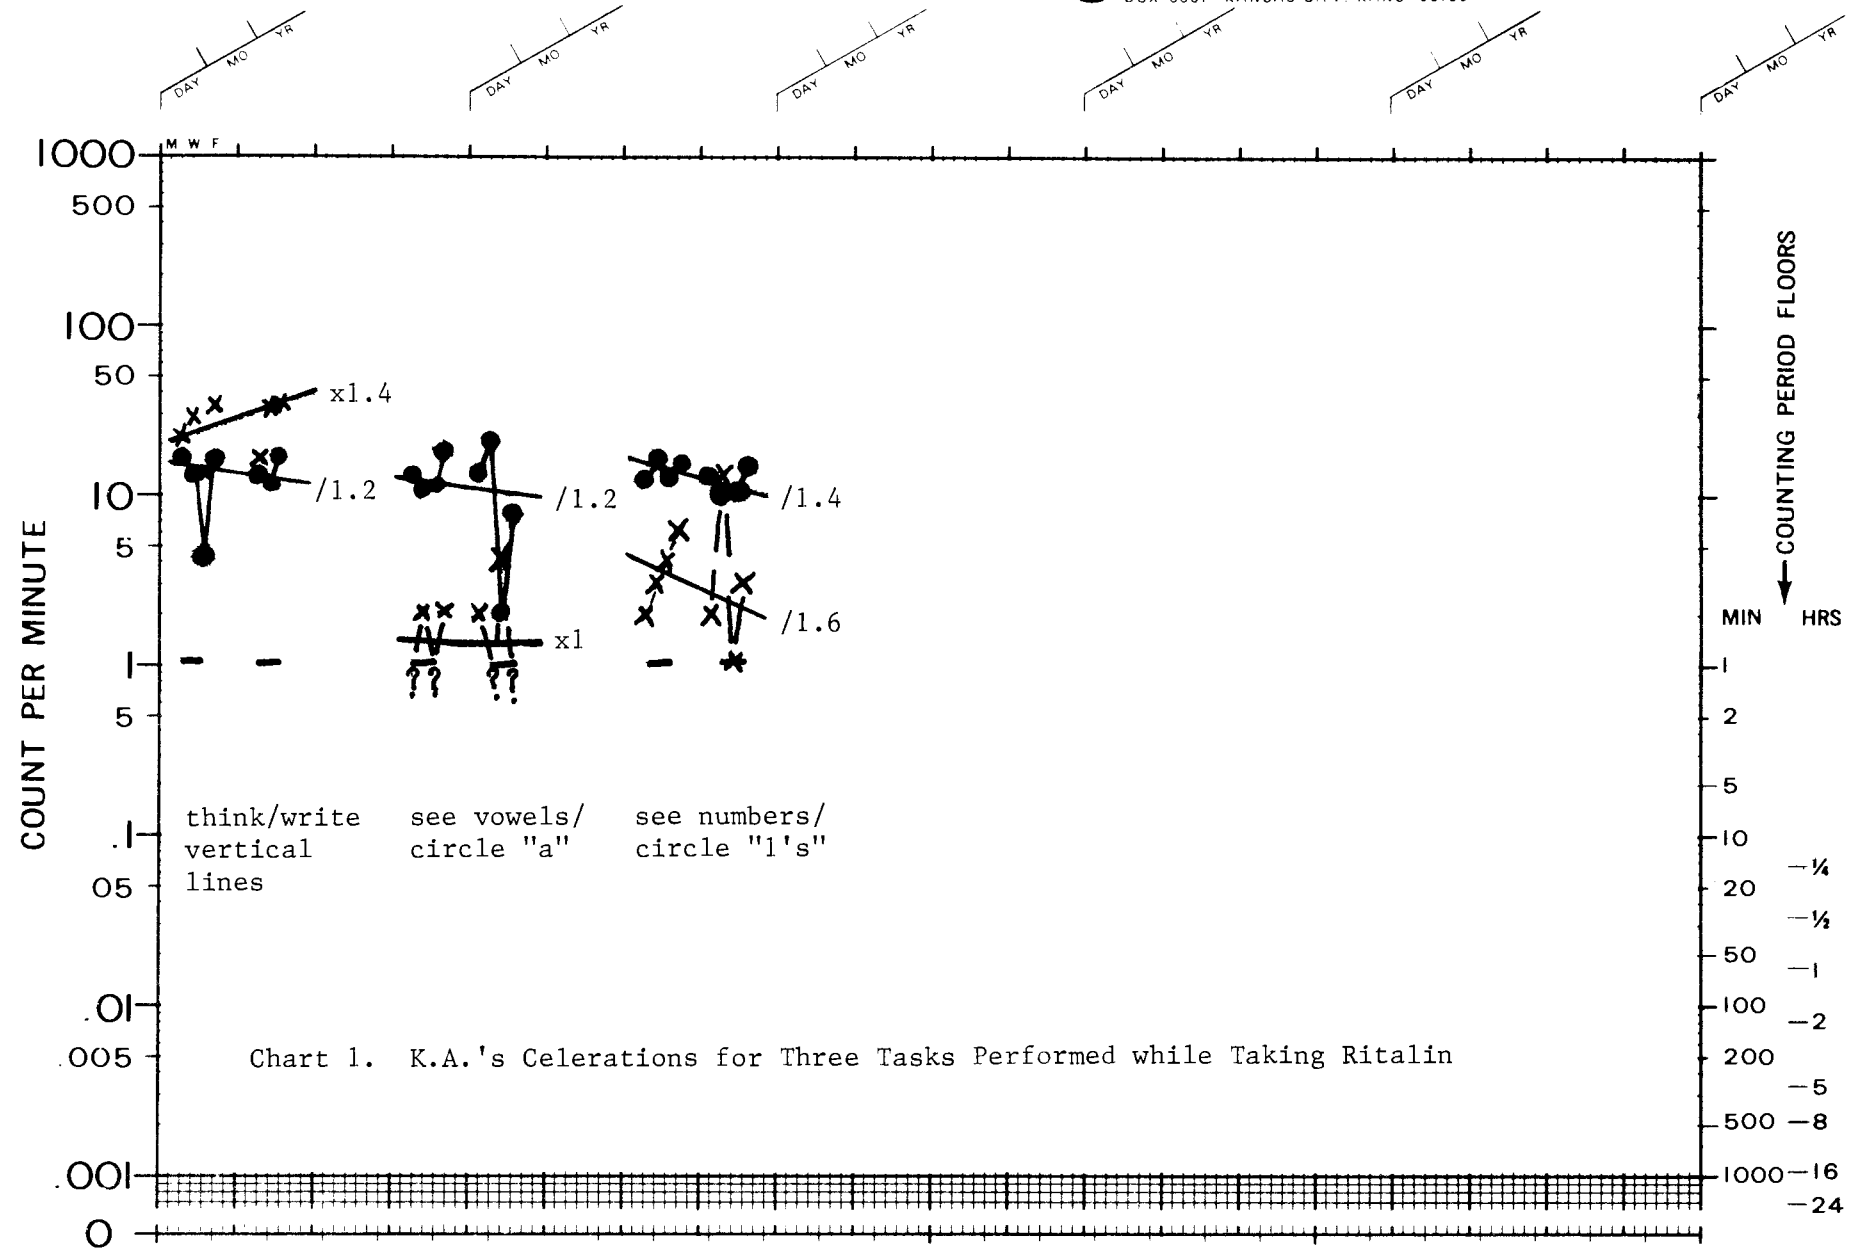 DAY MO YR DAY MO YR DAY MO YR DAY MO YR DAY MO YR DAY MO YR
M W F
1000
500
100
50
10
5
1
5
.1
05
.01
.005
.001
0
COUNT PER MINUTE
x1.4
/1.2
/1.2
x1
/1.4
/1.6
? ? ? ?
think/write
vertical
lines
see vowels/
circle "a"
see numbers/
circle "1's"
Chart 1. K.A.'s Celerations for Three Tasks Performed while Taking Ritalin
COUNTING PERIOD FLOORS
MIN HRS
1
2
5
10
1/4
20
1/2
50
1
100
2
200
5
500 8
1000 16
24